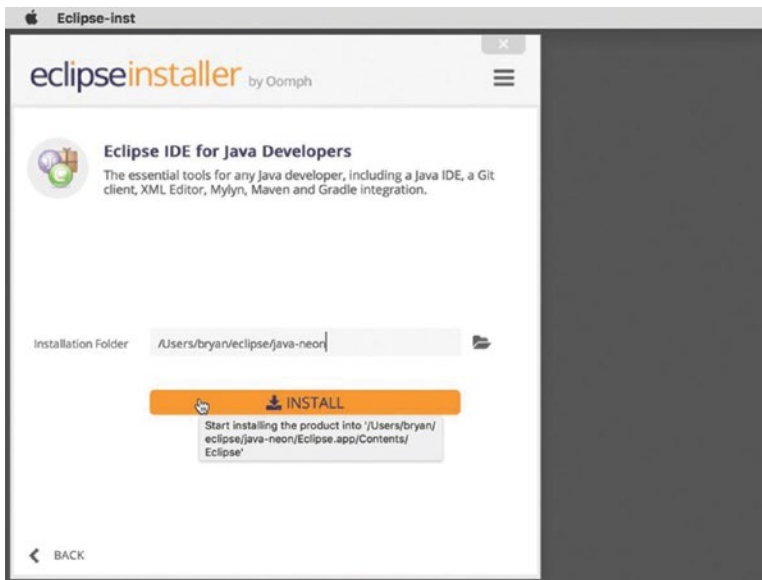 Eclipse-inst
eclipseinstaller by Oomph
Eclipse IDE for Java Developers
The essential tools for any Java developer, including a Java IDE, a Git
client, XML Editor, Mylyn, Maven and Gradle integration.
Installation Folder /Users/bryan/eclipse/java-neon
INSTALL
Start installing the product into '/Users/bryan/
eclipse/java-neon/Eclipse.app/Contents/
Eclipse'
BACK